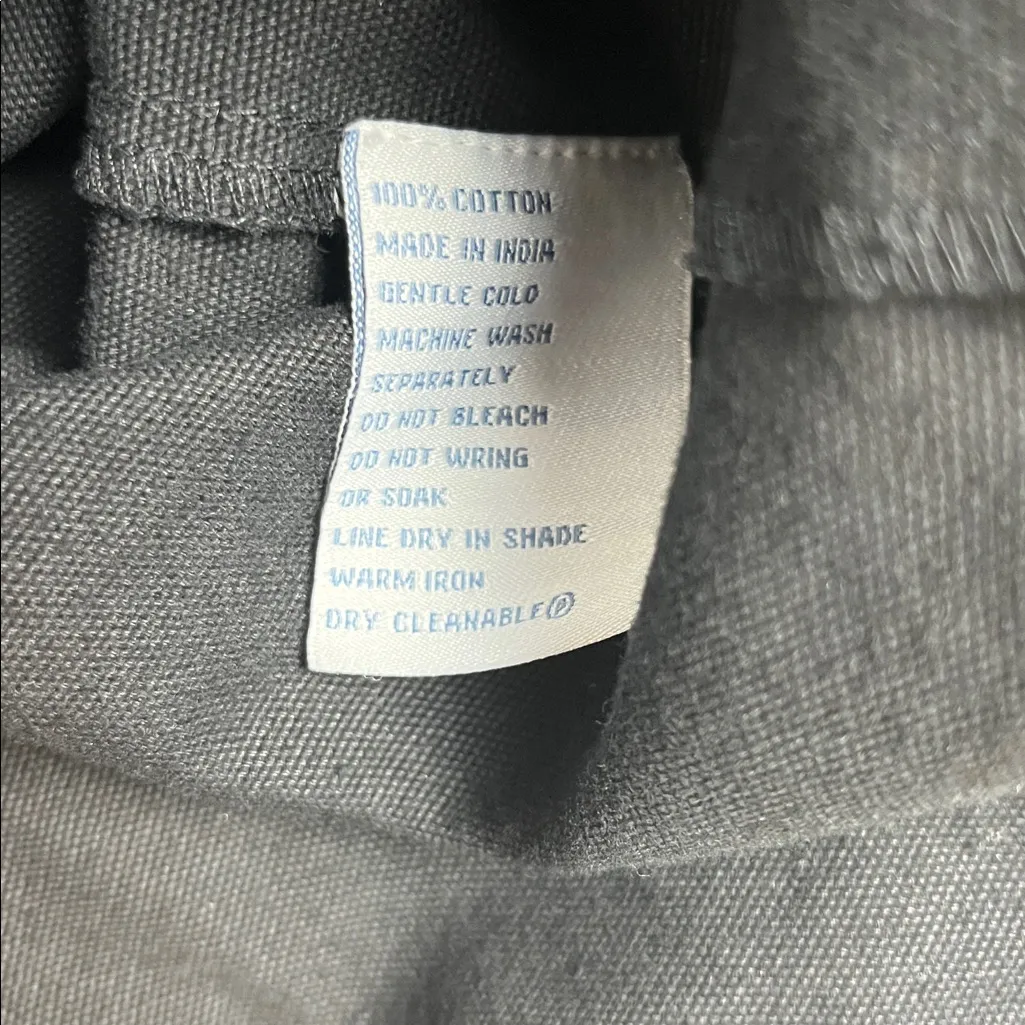 100% COTTON
MADE IN INDIA
GENTLE COLD
MACHINE WASH
SEPARATELY
DO NOT BLEACH
DO NOT WRING
OR SOAK
LINE DRY IN SHADE
WARM IRON
DRY CLEANABLE Ⓟ